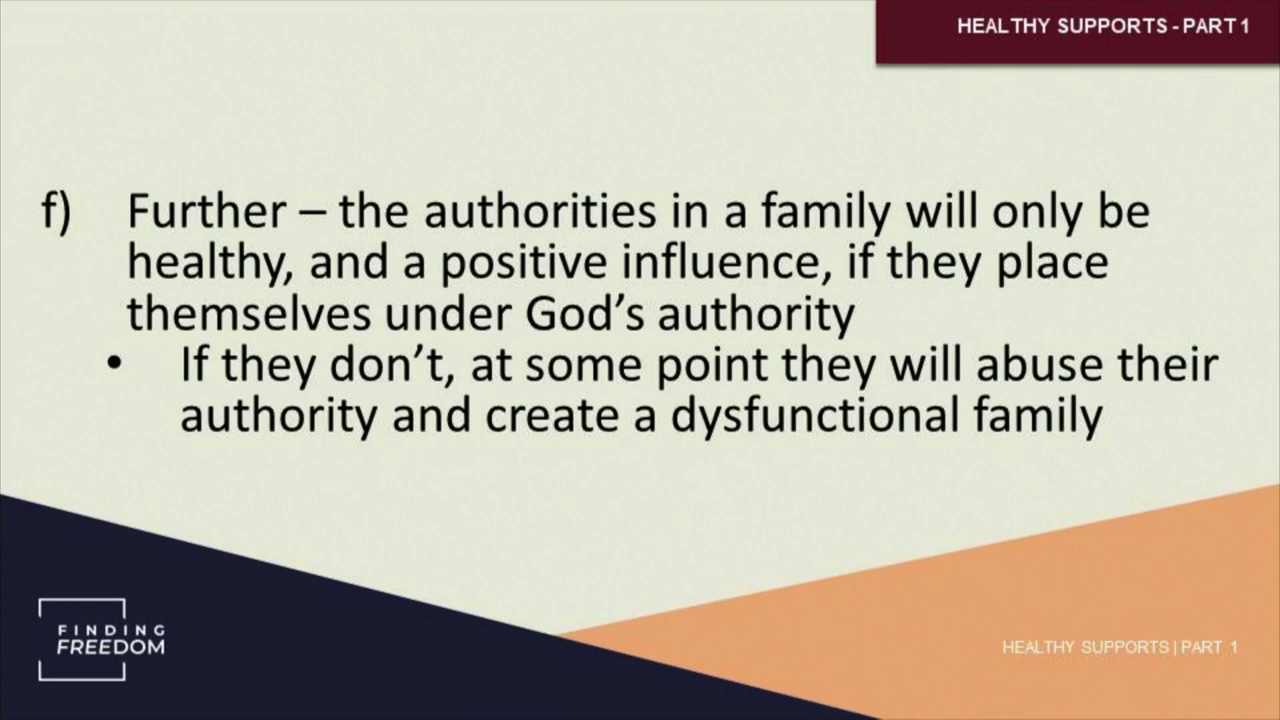 HEALTHY SUPPORTS - PART 1
f) Further – the authorities in a family will only be
healthy, and a positive influence, if they place
themselves under God’s authority
• If they don’t, at some point they will abuse their
authority and create a dysfunctional family
FINDING
FREEDOM
HEALTHY SUPPORTS | PART 1